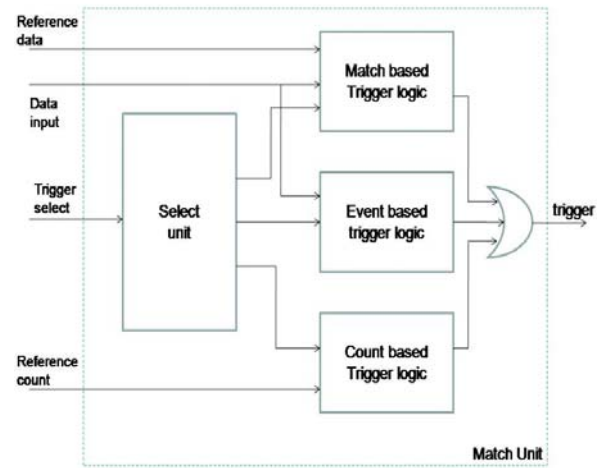 Reference
data
Data
input
Trigger
select
Reference
count
Select
unit
Match based
Trigger logic
Event based
trigger logic
Count based
Trigger logic
trigger
Match Unit